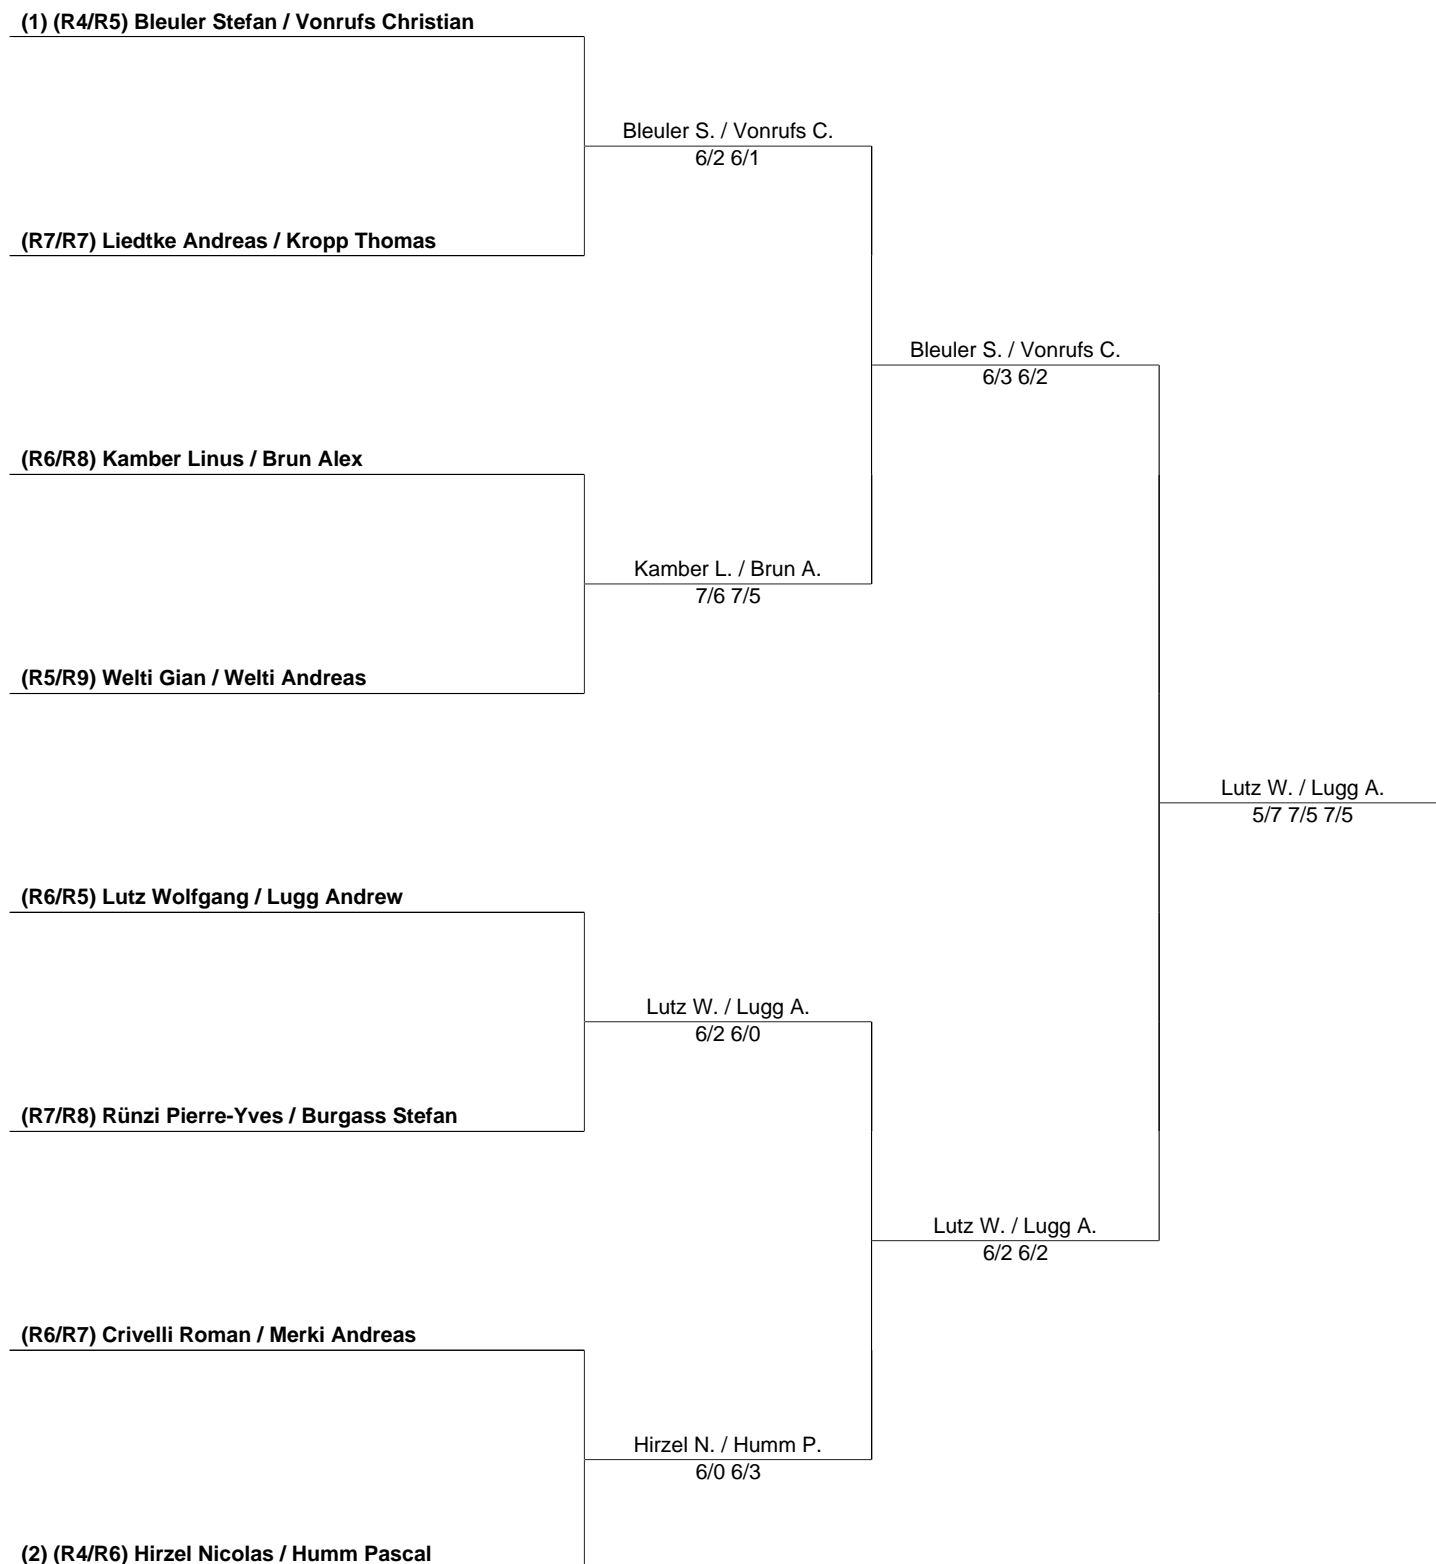 (1) (R4/R5) Bleuler Stefan / Vonrufs Christian
Bleuler S. / Vonrufs C.
6/2 6/1
(R7/R7) Liedtke Andreas / Kropp Thomas
Bleuler S. / Vonrufs C.
6/3 6/2
(R6/R8) Kamber Linus / Brun Alex
Kamber L. / Brun A.
7/6 7/5
(R5/R9) Welti Gian / Welti Andreas
Lutz W. / Lugg A.
5/7 7/5 7/5
(R6/R5) Lutz Wolfgang / Lugg Andrew
Lutz W. / Lugg A.
6/2 6/0
(R7/R8) Rünzi Pierre-Yves / Burgass Stefan
Lutz W. / Lugg A.
6/2 6/2
(R6/R7) Crivelli Roman / Merki Andreas
Hirzel N. / Humm P.
6/0 6/3
(2) (R4/R6) Hirzel Nicolas / Humm Pascal